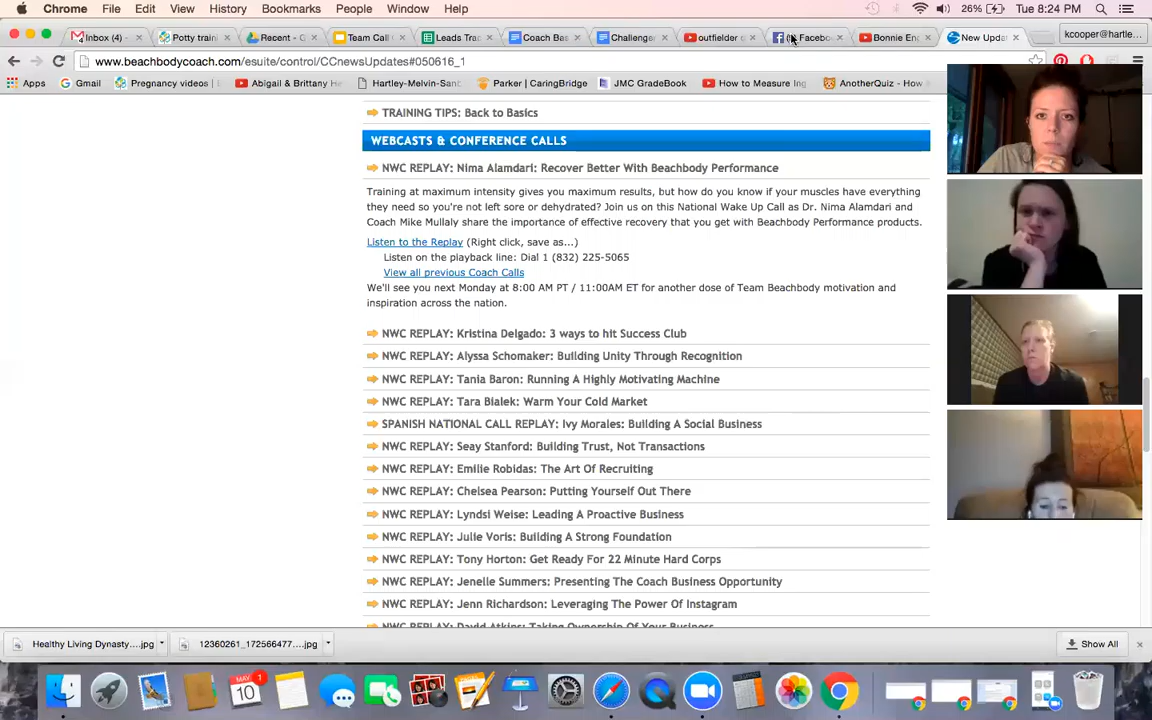 Chrome File Edit View History Bookmarks People Window Help 26% Tue 8:24 PM
Inbox (4) - Potty train Recent - G Team Call Leads Trac Coach Bas Challenge outfielder Facebo Bonnie Eng New Updat kcooper@hartle...
www.beachbodycoach.com/esuite/control/CCnewsUpdates#050616_1
Apps Gmail Pregnancy videos Abigail & Brittany He Hartley-Melvin-Sanb Parker | CaringBridge JMC GradeBook How to Measure Ing AnotherQuiz - How
TRAINING TIPS: Back to Basics
WEBCASTS & CONFERENCE CALLS
NWC REPLAY: Nima Alamdari: Recover Better With Beachbody Performance
Training at maximum intensity gives you maximum results, but how do you know if your muscles have everything
they need so you're not left sore or dehydrated? Join us on this National Wake Up Call as Dr. Nima Alamdari and
Coach Mike Mullaly share the importance of effective recovery that you get with Beachbody Performance products.
Listen to the Replay (Right click, save as...)
Listen on the playback line: Dial 1 (832) 225-5065
View all previous Coach Calls
We'll see you next Monday at 8:00 AM PT / 11:00AM ET for another dose of Team Beachbody motivation and
inspiration across the nation.
NWC REPLAY: Kristina Delgado: 3 ways to hit Success Club
NWC REPLAY: Alyssa Schomaker: Building Unity Through Recognition
NWC REPLAY: Tania Baron: Running A Highly Motivating Machine
NWC REPLAY: Tara Bialek: Warm Your Cold Market
SPANISH NATIONAL CALL REPLAY: Ivy Morales: Building A Social Business
NWC REPLAY: Seay Stanford: Building Trust, Not Transactions
NWC REPLAY: Emilie Robidas: The Art Of Recruiting
NWC REPLAY: Chelsea Pearson: Putting Yourself Out There
NWC REPLAY: Lyndsi Weise: Leading A Proactive Business
NWC REPLAY: Julie Voris: Building A Strong Foundation
NWC REPLAY: Tony Horton: Get Ready For 22 Minute Hard Corps
NWC REPLAY: Jenelle Summers: Presenting The Coach Business Opportunity
NWC REPLAY: Jenn Richardson: Leveraging The Power Of Instagram
NWC REPLAY: David Atkins: Taking Ownership Of Your Business
Healthy Living Dynasty....jpg 12360261_172566477....jpg Show All
MAY 1
10